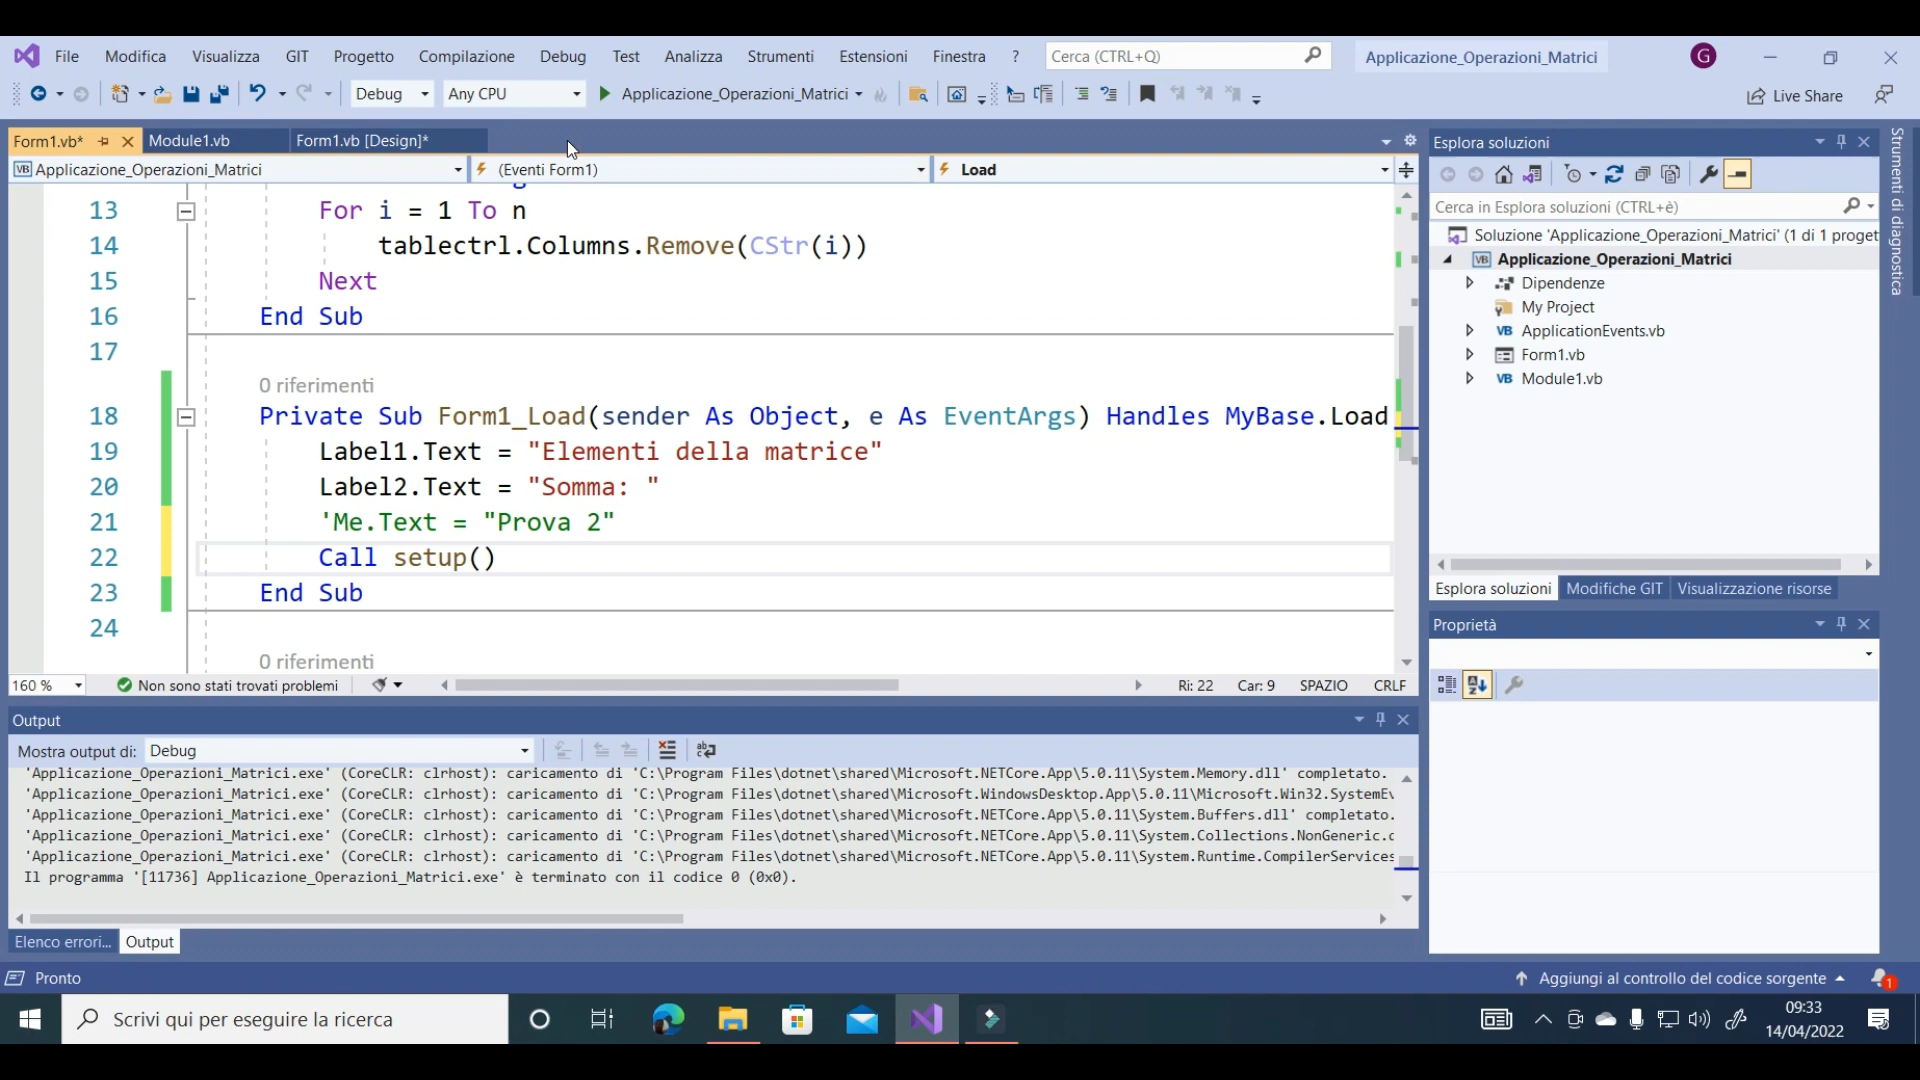 File Modifica Visualizza GIT Progetto Compilazione Debug Test Analizza Strumenti Estensioni Finestra ? Cerca (CTRL+Q) Applicazione_Operazioni_Matrici G
Debug Any CPU Applicazione_Operazioni_Matrici Live Share
Form1.vb* Module1.vb Form1.vb [Design]*
VB Applicazione_Operazioni_Matrici (Eventi Form1) Load
13 For i = 1 To n
14 tablectrl.Columns.Remove(CStr(i))
15 Next
16 End Sub
17
0 riferimenti
18 Private Sub Form1_Load(sender As Object, e As EventArgs) Handles MyBase.Load
19 Label1.Text = "Elementi della matrice"
20 Label2.Text = "Somma: "
21 'Me.Text = "Prova 2"
22 Call setup()
23 End Sub
24
0 riferimenti
160 % Non sono stati trovati problemi Ri: 22 Car: 9 SPAZIO CRLF
Output
Mostra output di: Debug
'Applicazione_Operazioni_Matrici.exe' (CoreCLR: clrhost): caricamento di 'C:\Program Files\dotnet\shared\Microsoft.NETCore.App\5.0.11\System.Memory.dll' completato.
'Applicazione_Operazioni_Matrici.exe' (CoreCLR: clrhost): caricamento di 'C:\Program Files\dotnet\shared\Microsoft.WindowsDesktop.App\5.0.11\Microsoft.Win32.SystemEv
'Applicazione_Operazioni_Matrici.exe' (CoreCLR: clrhost): caricamento di 'C:\Program Files\dotnet\shared\Microsoft.NETCore.App\5.0.11\System.Buffers.dll' completato.
'Applicazione_Operazioni_Matrici.exe' (CoreCLR: clrhost): caricamento di 'C:\Program Files\dotnet\shared\Microsoft.NETCore.App\5.0.11\System.Collections.NonGeneric.d
'Applicazione_Operazioni_Matrici.exe' (CoreCLR: clrhost): caricamento di 'C:\Program Files\dotnet\shared\Microsoft.NETCore.App\5.0.11\System.Runtime.CompilerServices
Il programma '[11736] Applicazione_Operazioni_Matrici.exe' è terminato con il codice 0 (0x0).
Elenco errori... Output
Esplora soluzioni
Cerca in Esplora soluzioni (CTRL+è)
Soluzione 'Applicazione_Operazioni_Matrici' (1 di 1 proget
VB Applicazione_Operazioni_Matrici
Dipendenze
My Project
VB ApplicationEvents.vb
Form1.vb
VB Module1.vb
Esplora soluzioni Modifiche GIT Visualizzazione risorse
Proprietà
Strumenti di diagnostica
Pronto Aggiungi al controllo del codice sorgente 1
Scrivi qui per eseguire la ricerca
09:33
14/04/2022